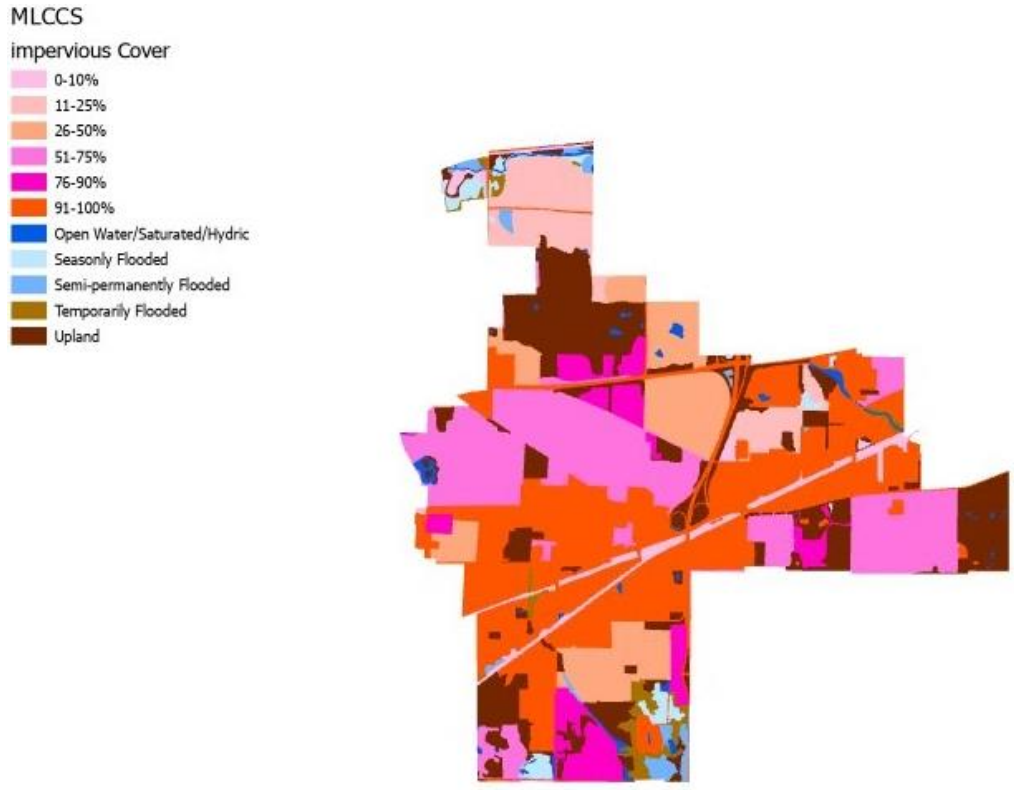 MLCCS
impervious Cover
0-10%
11-25%
26-50%
51-75%
76-90%
91-100%
Open Water/Saturated/Hydric
Seasonly Flooded
Semi-permanently Flooded
Temporarily Flooded
Upland